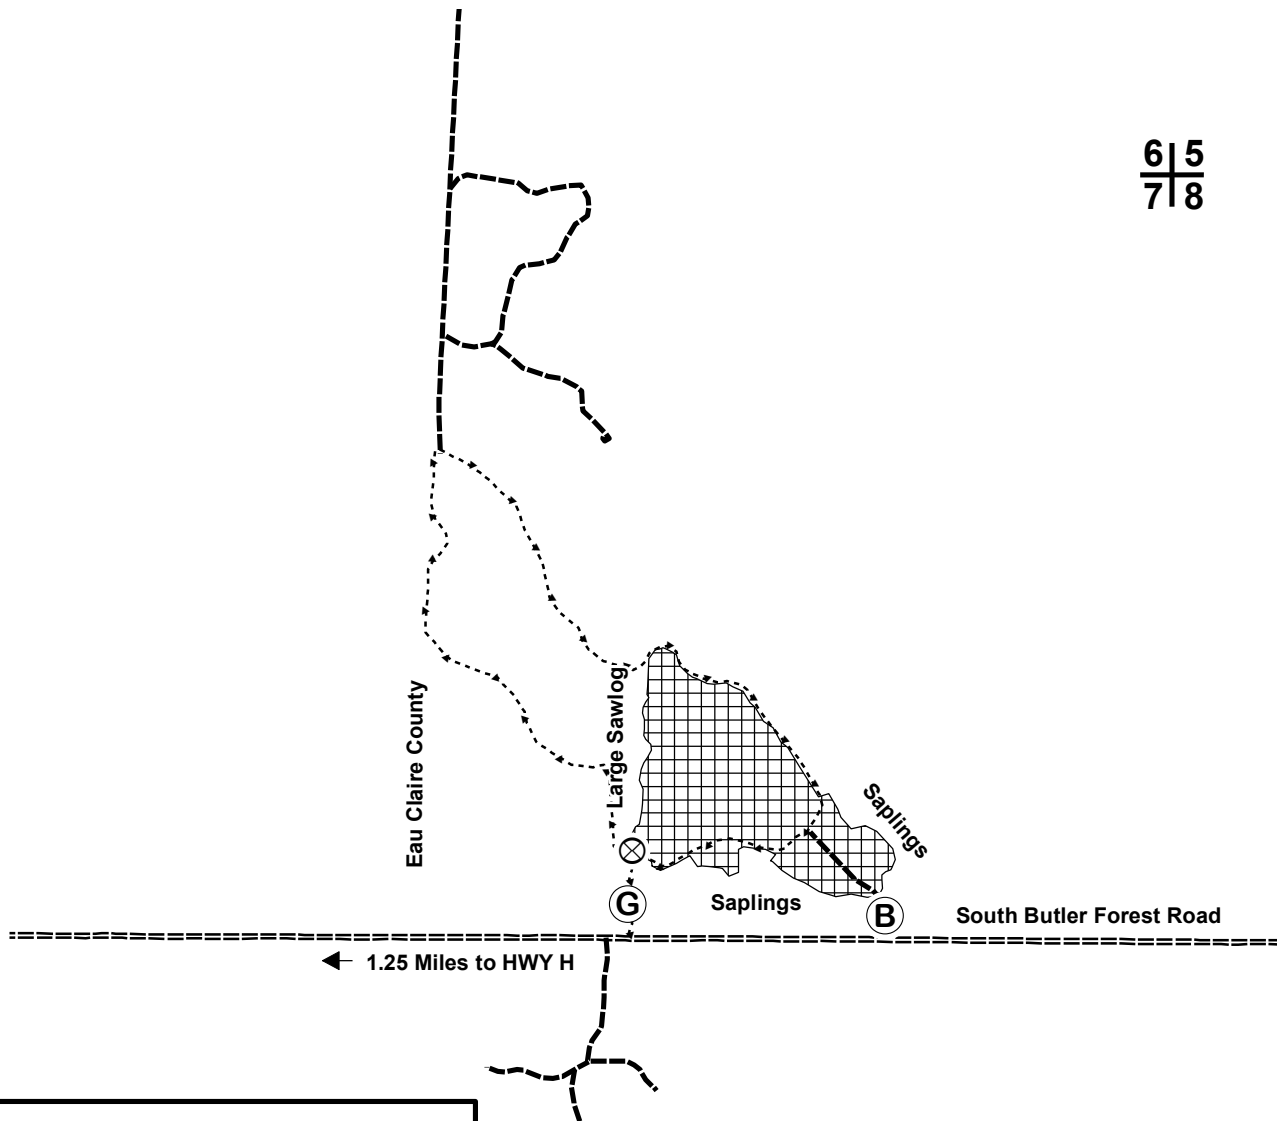 6 5
7 8
Eau Claire County
Large Sawlog
Saplings
Saplings
G
B
South Butler Forest Road
1.25 Miles to HWY H